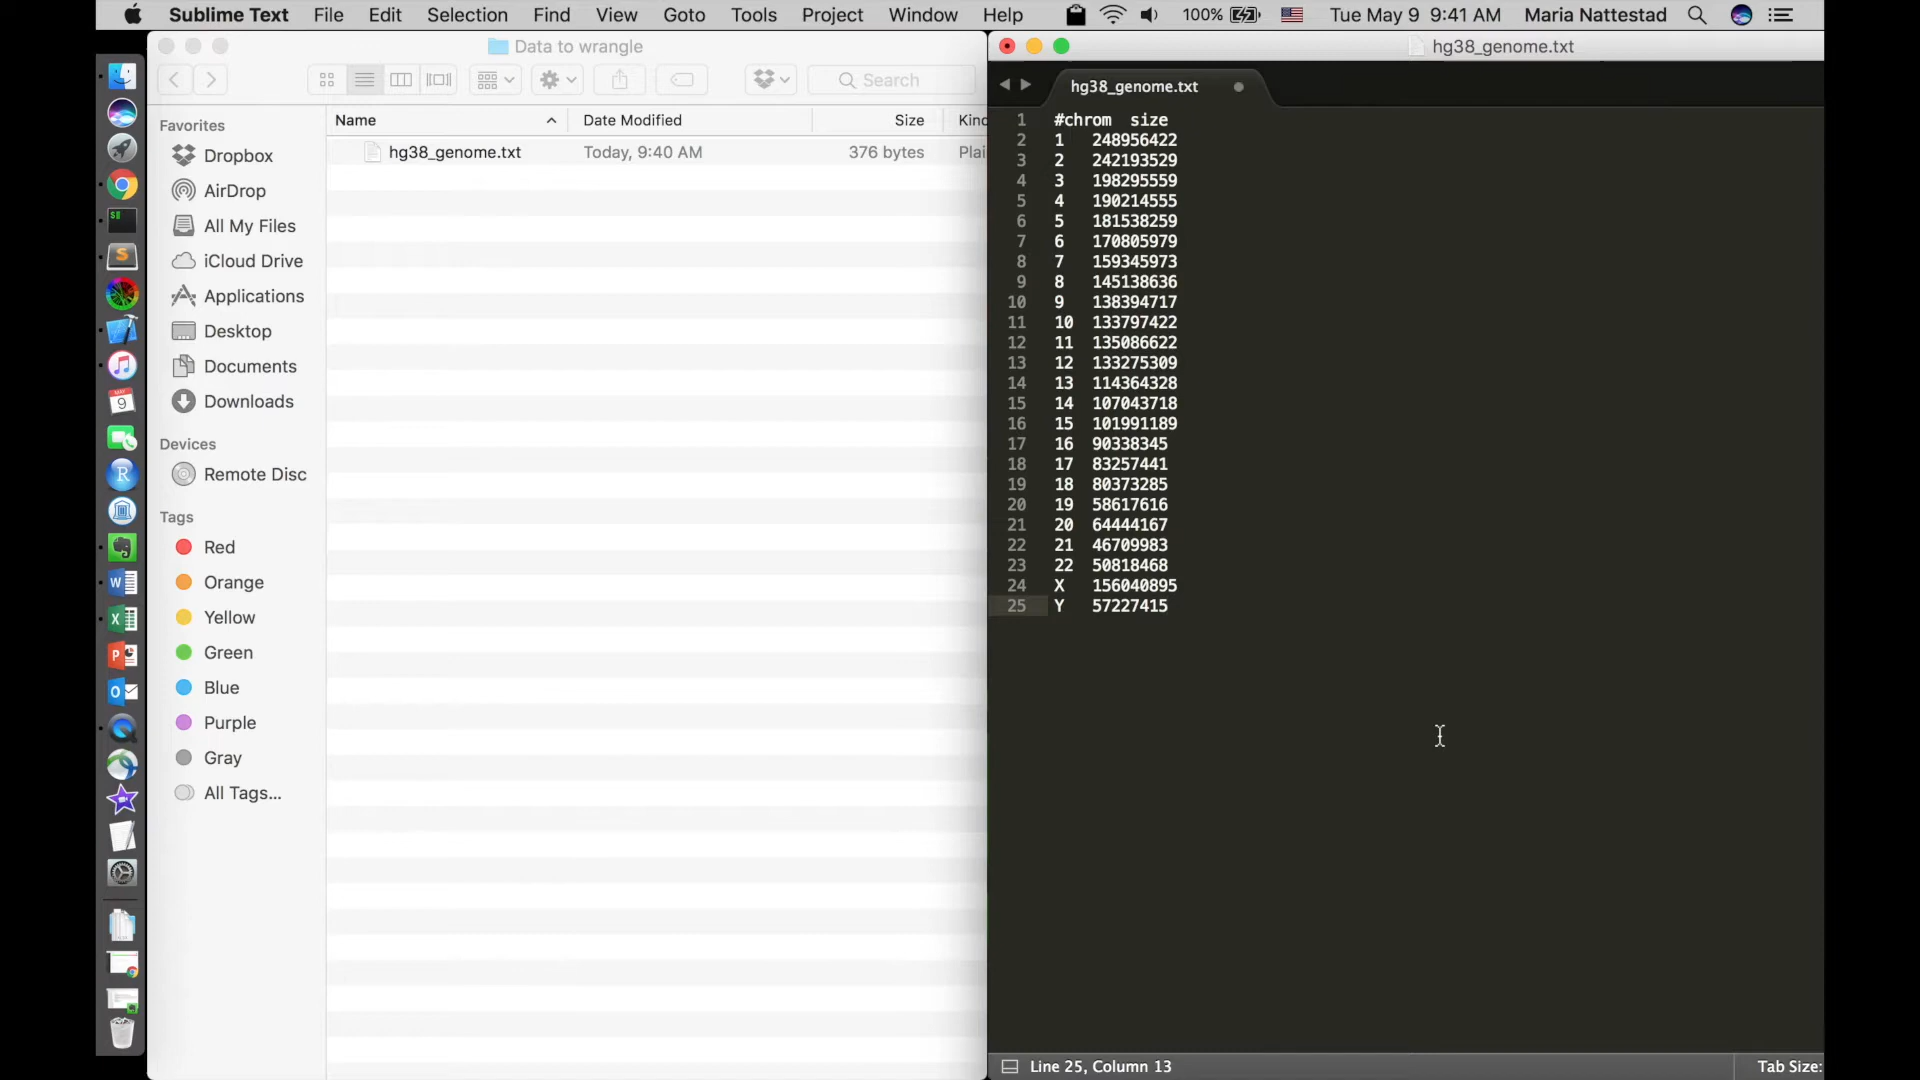 Sublime Text File Edit Selection Find View Goto Tools Project Window Help 100% Tue May 9 9:41 AM Maria Nattestad
Data to wrangle
Search
Name Date Modified Size Kind
hg38_genome.txt Today, 9:40 AM 376 bytes Plai
Favorites
Dropbox
AirDrop
All My Files
iCloud Drive
Applications
Desktop
Documents
Downloads
Devices
Remote Disc
Tags
Red
Orange
Yellow
Green
Blue
Purple
Gray
All Tags...
hg38_genome.txt
hg38_genome.txt
1 #chrom size
2 1 248956422
3 2 242193529
4 3 198295559
5 4 190214555
6 5 181538259
7 6 170805979
8 7 159345973
9 8 145138636
10 9 138394717
11 10 133797422
12 11 135086622
13 12 133275309
14 13 114364328
15 14 107043718
16 15 101991189
17 16 90338345
18 17 83257441
19 18 80373285
20 19 58617616
21 20 64444167
22 21 46709983
23 22 50818468
24 X 156040895
25 Y 57227415
Line 25, Column 13 Tab Size: